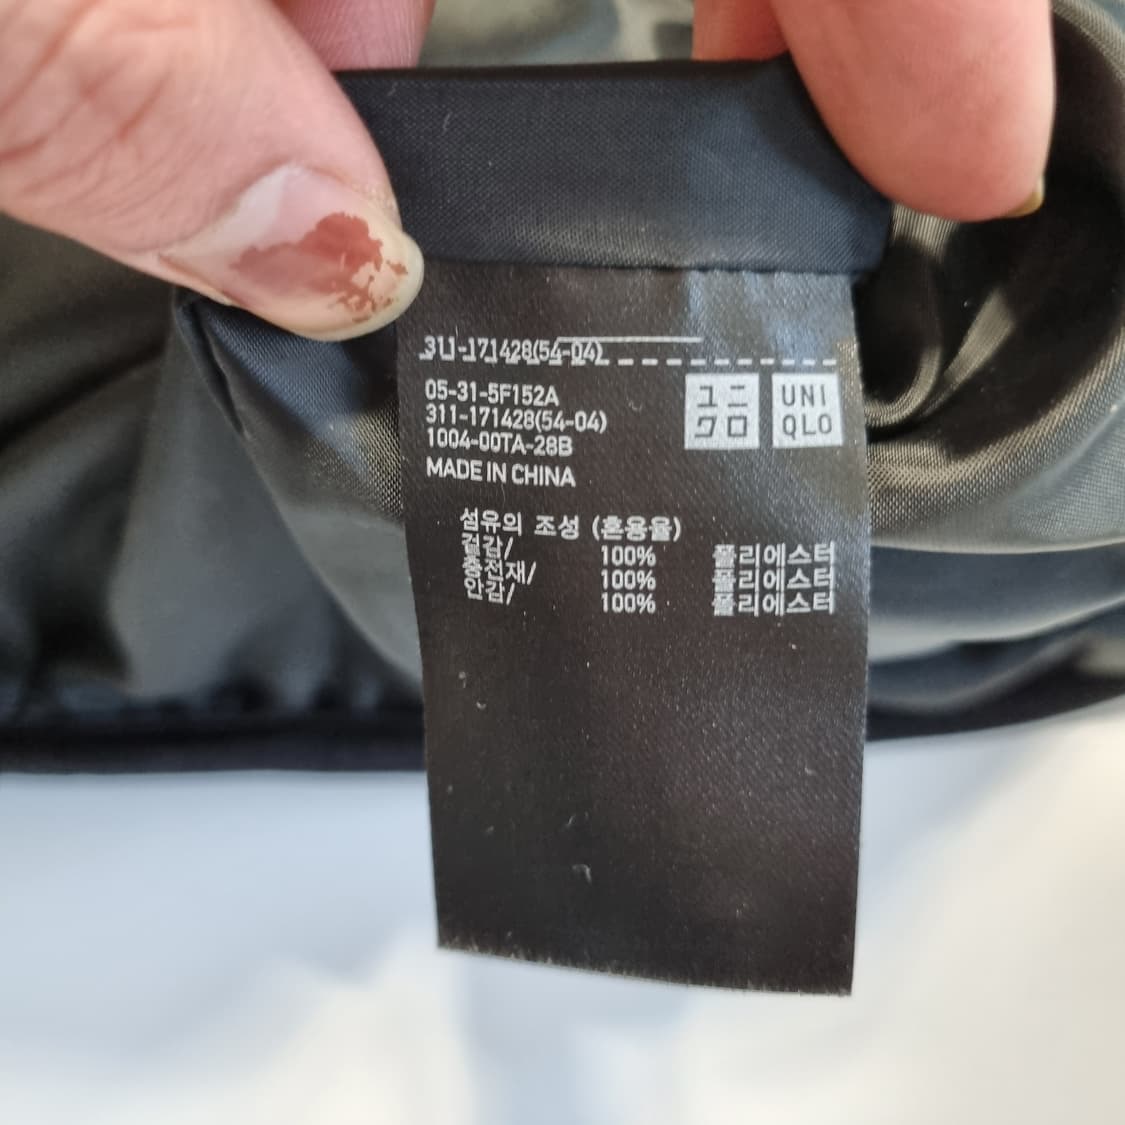 311-171428(54-04)
05-31-5F152A
311-171428(54-04)
1004-00TA-28B
MADE IN CHINA
ユニ
クロ
UNI
QLO
섬유의 조성 (혼용율)
겉감/ 100% 폴리에스터
충전재/ 100% 폴리에스터
안감/ 100% 폴리에스터